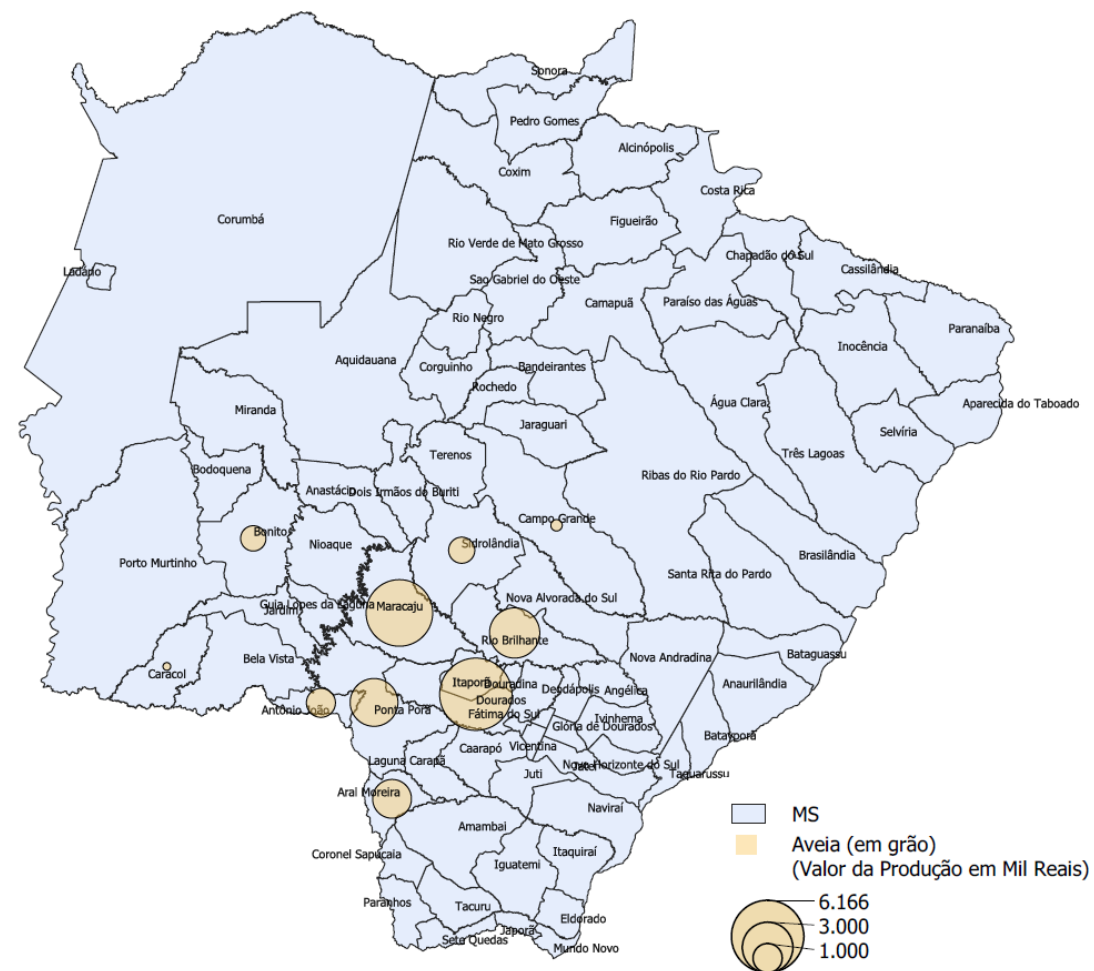 Sonora
Pedro Gomes
Alcinópolis
Coxim
Costa Rica
Corumbá
Figueirão
Rio Verde de Mato Grosso
Chapadão do Sul
Ladário
Cassilândia
Sao Gabriel do Oeste
Camapuã
Paraíso das Águas
Rio Negro
Paranaíba
Inocência
Aquidauana
Corguinho
Bandeirantes
Rochedo
Água Clara
Aparecida do Taboado
Miranda
Jaraguari
Selvíria
Terenos
Três Lagoas
Bodoquena
Ribas do Rio Pardo
Anastácio
Dois Irmãos do Buriti
Campo Grande
Bonito
Nioaque
Sidrolândia
Brasilândia
Porto Murtinho
Santa Rita do Pardo
Nova Alvorada do Sul
Guia Lopes da Laguna
Maracaju
Jardim
Rio Brilhante
Bela Vista
Nova Andradina
Bataguassu
Caracol
Itaporã
Douradina
Deodápolis
Angélica
Anaurilândia
Dourados
Antônio João
Ponta Porã
Fátima do Sul
Ivinhema
Glória de Dourados
Batayporã
Caarapó
Vicentina
Laguna Carapã
Jateí
Novo Horizonte do Sul
Taquarussu
Juti
Aral Moreira
Naviraí
Amambai
Coronel Sapucaia
Itaquiraí
Iguatemi
Paranhos
Tacuru
Eldorado
Japorã
Sete Quedas
Mundo Novo
MS
Aveia (em grão)
(Valor da Produção em Mil Reais)
6.166
3.000
1.000